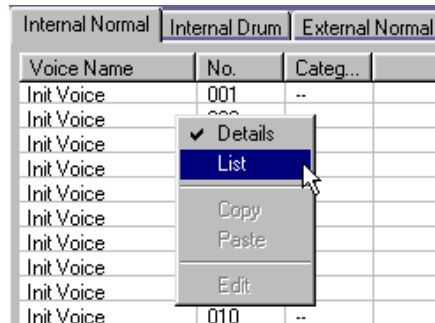 Internal Normal Internal Drum External Normal
Voice Name No. Categ...
Init Voice 001 --
Init Voice
Init Voice ✔ Details
Init Voice List
Init Voice
Init Voice Copy
Init Voice Paste
Init Voice
Init Voice Edit
Init Voice 010 --